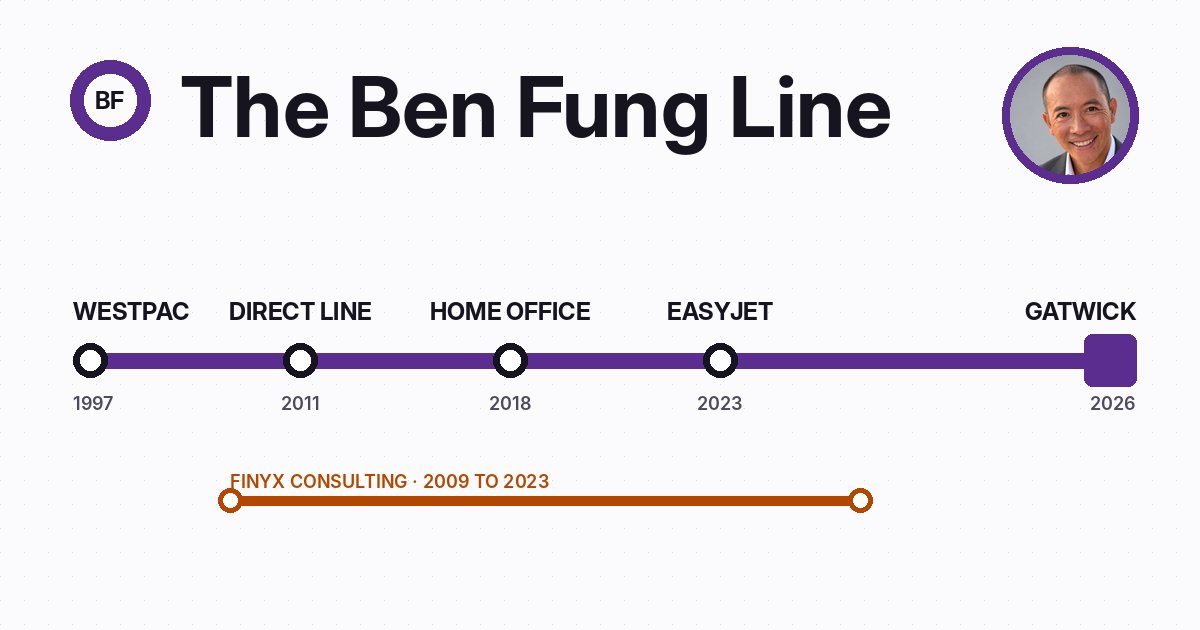 BF
The Ben Fung Line
WESTPAC DIRECT LINE HOME OFFICE EASYJET GATWICK
1997 2011 2018 2023 2026
FINYX CONSULTING · 2009 TO 2023